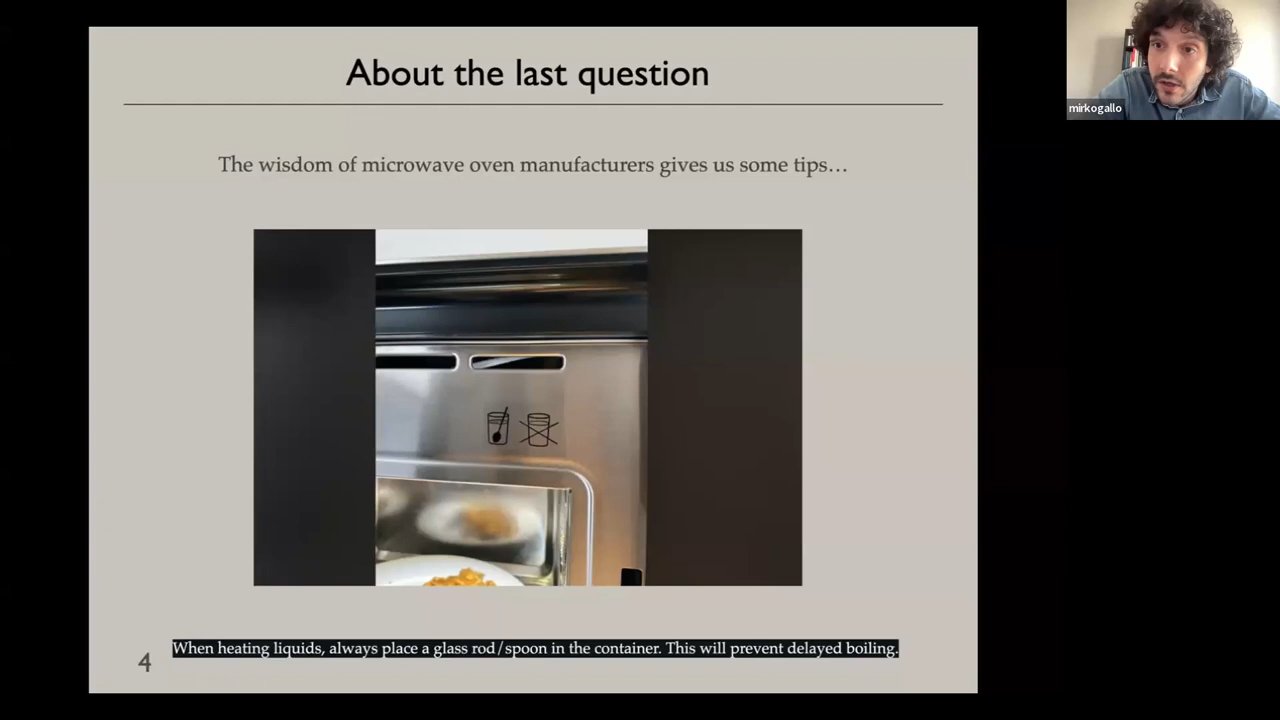 About the last question
The wisdom of microwave oven manufacturers gives us some tips…
mirkogallo
When heating liquids, always place a glass rod/spoon in the container. This will prevent delayed boiling.
4